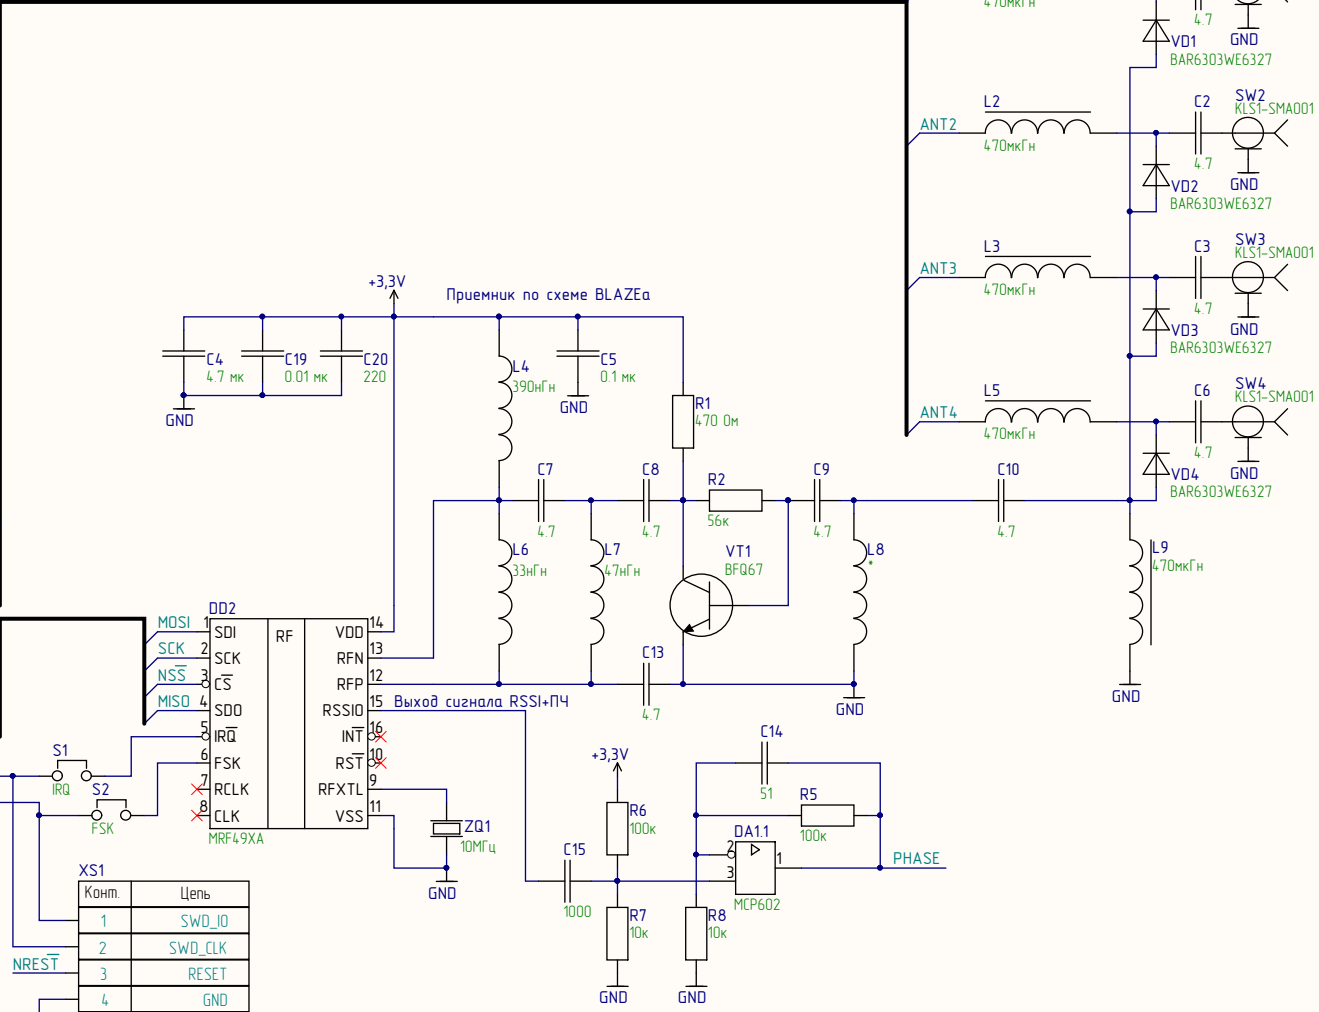 470мкГн
4.7
GND
VD1
BAR6303WE6327
ANT2
L2
470мкГн
C2
4.7
SW2
KLS1-SMA001
GND
VD2
BAR6303WE6327
ANT3
L3
470мкГн
C3
4.7
SW3
KLS1-SMA001
GND
VD3
BAR6303WE6327
ANT4
L5
470мкГн
C6
4.7
SW4
KLS1-SMA001
GND
VD4
BAR6303WE6327
+3,3V
Приемник по схеме BLAZEа
C4
4.7 мк
C19
0.01 мк
C20
220
GND
L4
390нГн
C5
0.1 мк
GND
R1
470 Ом
C7
4.7
C8
4.7
R2
56к
C9
4.7
C10
4.7
L6
33нГн
L7
47нГн
VT1
BFQ67
L8
*
L9
470мкГн
GND
C13
4.7
GND
DD2
RF
MOSI
1
SDI
SCK
2
SCK
NSS
3
CS
MISO
4
SDO
5
IRQ
6
FSK
7
RCLK
8
CLK
14
VDD
13
RFN
12
RFP
15
RSSIO
16
INT
10
RST
9
RFXTL
11
VSS
MRF49XA
Выход сигнала RSSI+ПЧ
S1
IRQ
S2
FSK
ZQ1
10МГц
GND
+3,3V
R6
100к
C15
1000
R7
10к
GND
R8
10к
GND
C14
51
R5
100к
DA1.1
2
3
1
MCP602
PHASE
XS1
Конт. Цепь
1 SWD_IO
2 SWD_CLK
NREST
3 RESET
4 GND